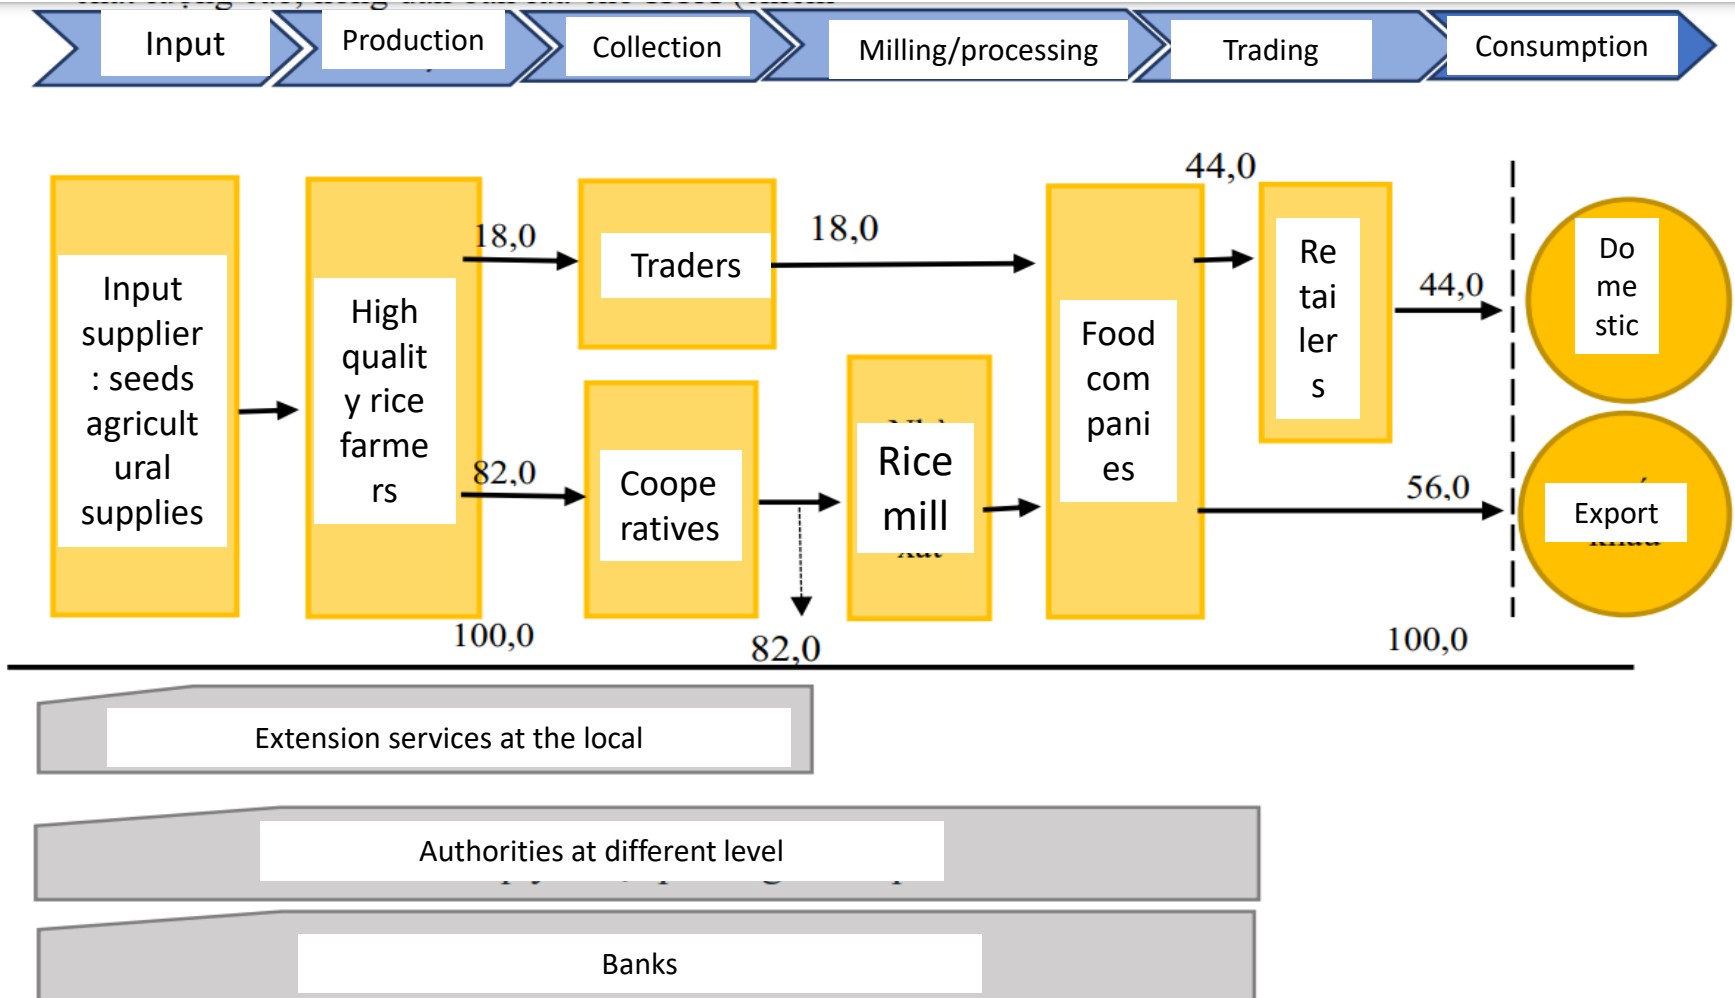 Input
Production
Collection
Milling/processing
Trading
Consumption
44,0
18,0
18,0
Traders
Re
tai
ler
s
Do
me
stic
44,0
Input
supplier
: seeds
agricult
ural
supplies
High
qualit
y rice
farme
rs
Food
com
pani
es
82,0
Coope
ratives
Rice
mill
56,0
Export
100,0
82,0
100,0
Extension services at the local
Authorities at different level
Banks